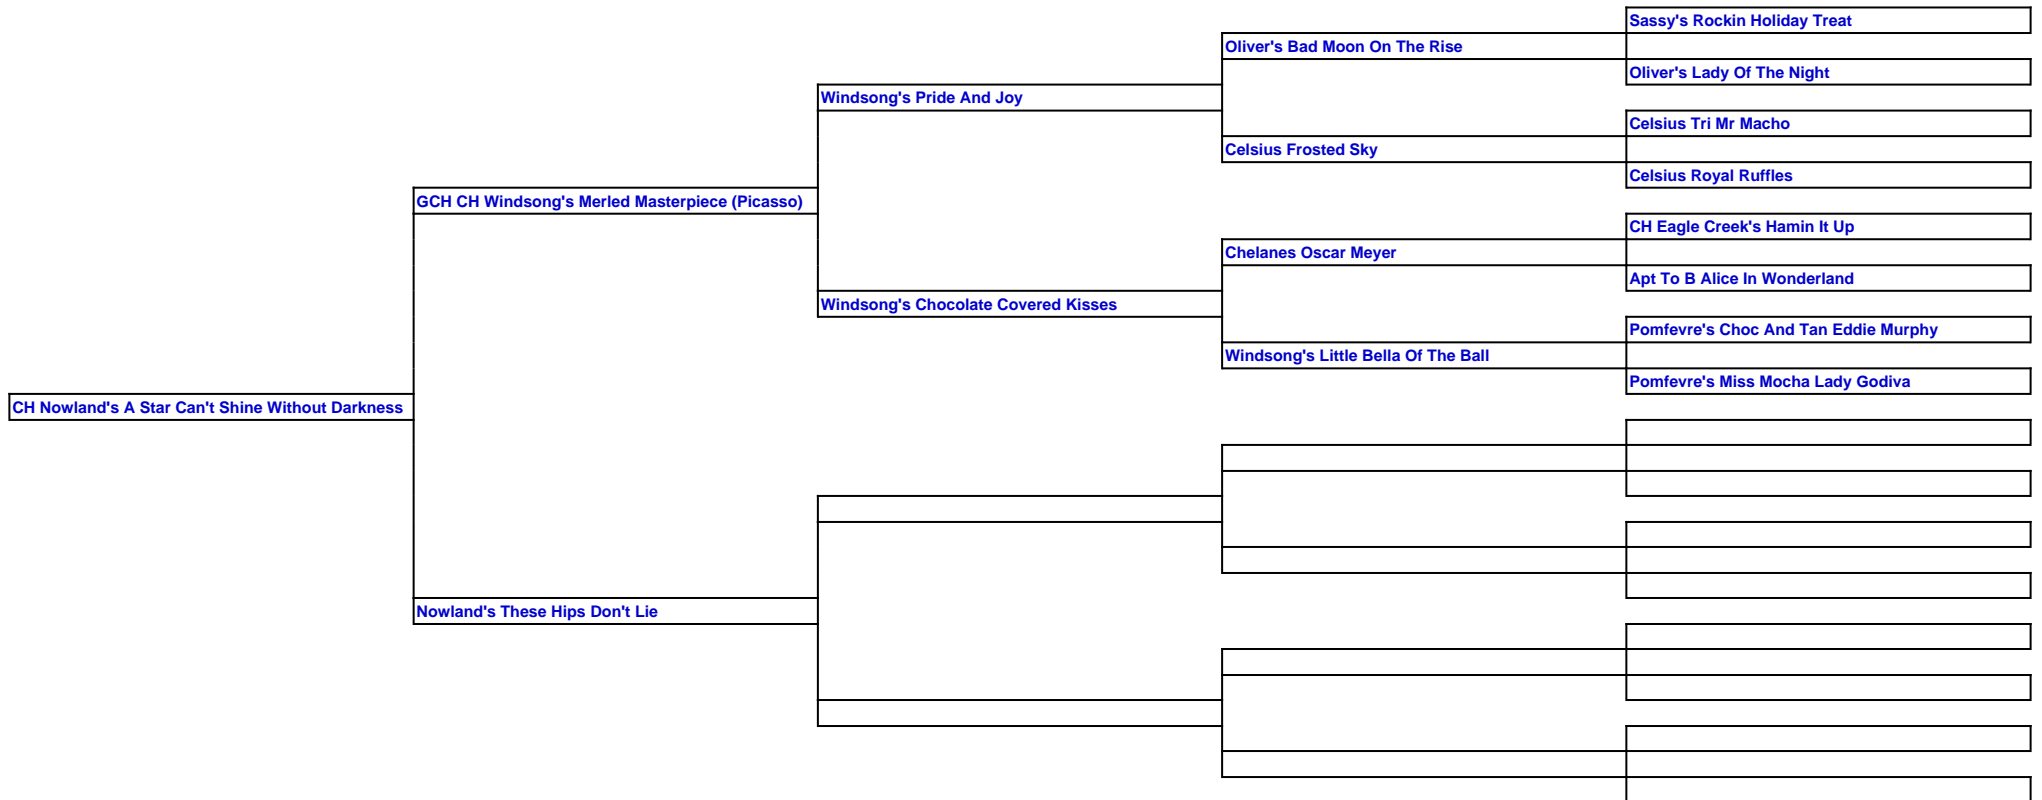 Sassy's Rockin Holiday Treat
Oliver's Bad Moon On The Rise
Oliver's Lady Of The Night
Windsong's Pride And Joy
Celsius Tri Mr Macho
Celsius Frosted Sky
Celsius Royal Ruffles
GCH CH Windsong's Merled Masterpiece (Picasso)
CH Eagle Creek's Hamin It Up
Chelanes Oscar Meyer
Apt To B Alice In Wonderland
Windsong's Chocolate Covered Kisses
Pomfevre's Choc And Tan Eddie Murphy
Windsong's Little Bella Of The Ball
Pomfevre's Miss Mocha Lady Godiva
CH Nowland's A Star Can't Shine Without Darkness
Nowland's These Hips Don't Lie